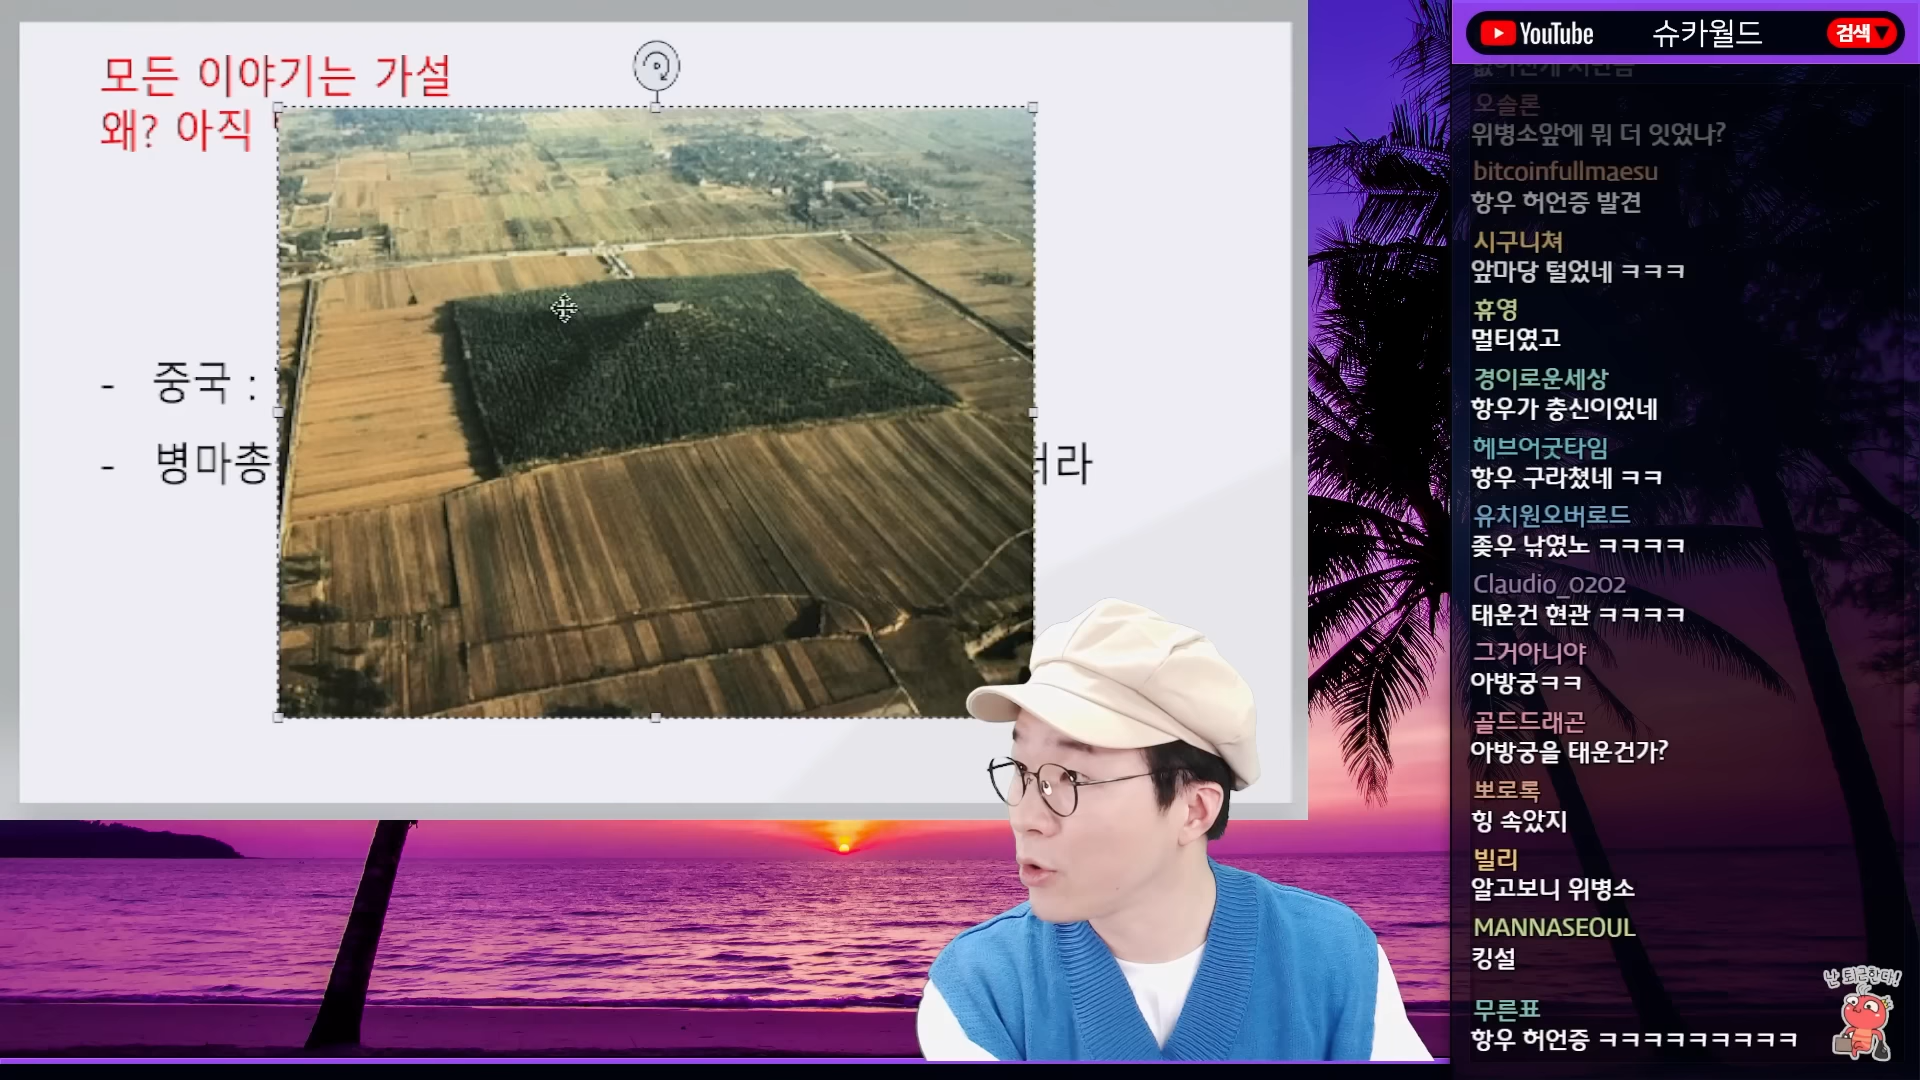 모든 이야기는 가설
왜? 아직
- 중국 :
- 병마총
더라
YouTube
슈카월드
검색▼
오솔론
위병소앞에 뭐 더 잇었나?
bitcoinfullmaesu
항우 허언증 발견
시구니쳐
앞마당 털었네 ㅋㅋㅋ
휴영
멀티였고
경이로운세상
항우가 충신이었네
헤브어굿타임
항우 구라쳤네 ㅋㅋ
유치원오버로드
좆우 낚였노 ㅋㅋㅋㅋ
Claudio_0202
태운건 현관 ㅋㅋㅋㅋ
그거아니야
아방궁ㅋㅋ
골드드래곤
아방궁을 태운건가?
뽀로록
힝 속았지
빌리
알고보니 위병소
MANNASEOUL
킹설
무른표
항우 허언증 ㅋㅋㅋㅋㅋㅋㅋㅋㅋ
난 퇴근한다!